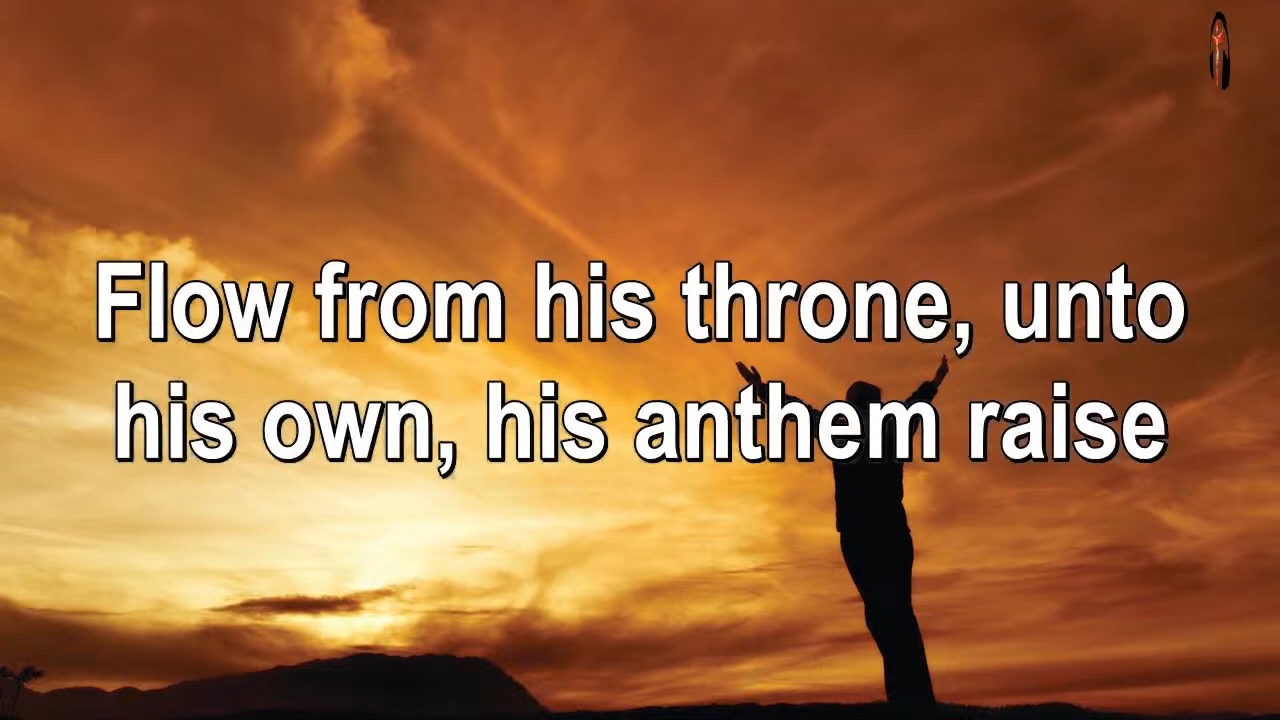 Flow from his throne, unto
his own, his anthem raise